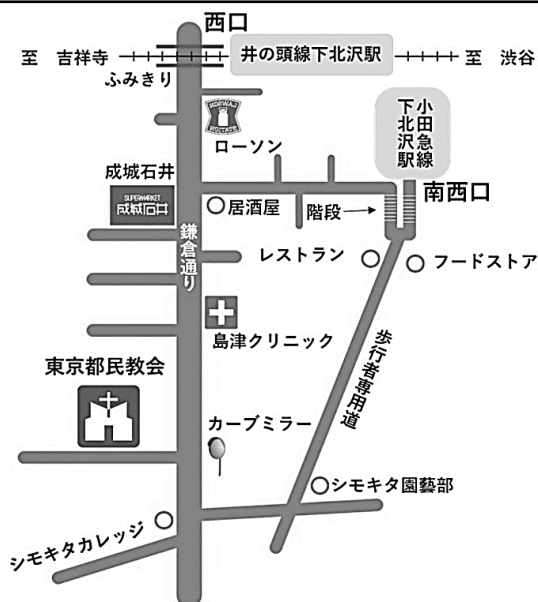 西口
至 吉祥寺
井の頭線下北沢駅
至 渋谷
ふみきり
小田急線
下北沢駅
ローソン
成城石井
SUPERMARKET
成城石井
南西口
居酒屋
階段
鎌倉通り
レストラン
フードストア
島津クリニック
歩行者専用道
東京都民教会
カーブミラー
シモキタ園藝部
シモキタカレッジ